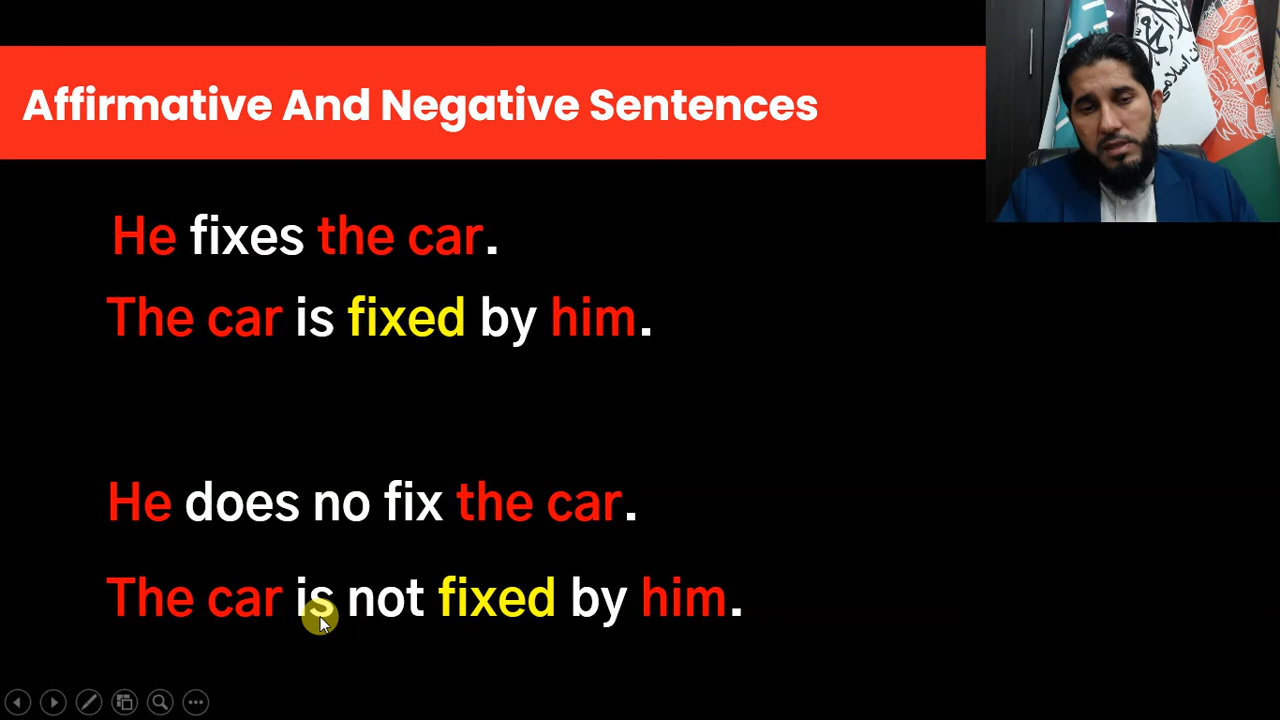 Affirmative And Negative Sentences
He fixes the car.
The car is fixed by him.
He does no fix the car.
The car is not fixed by him.